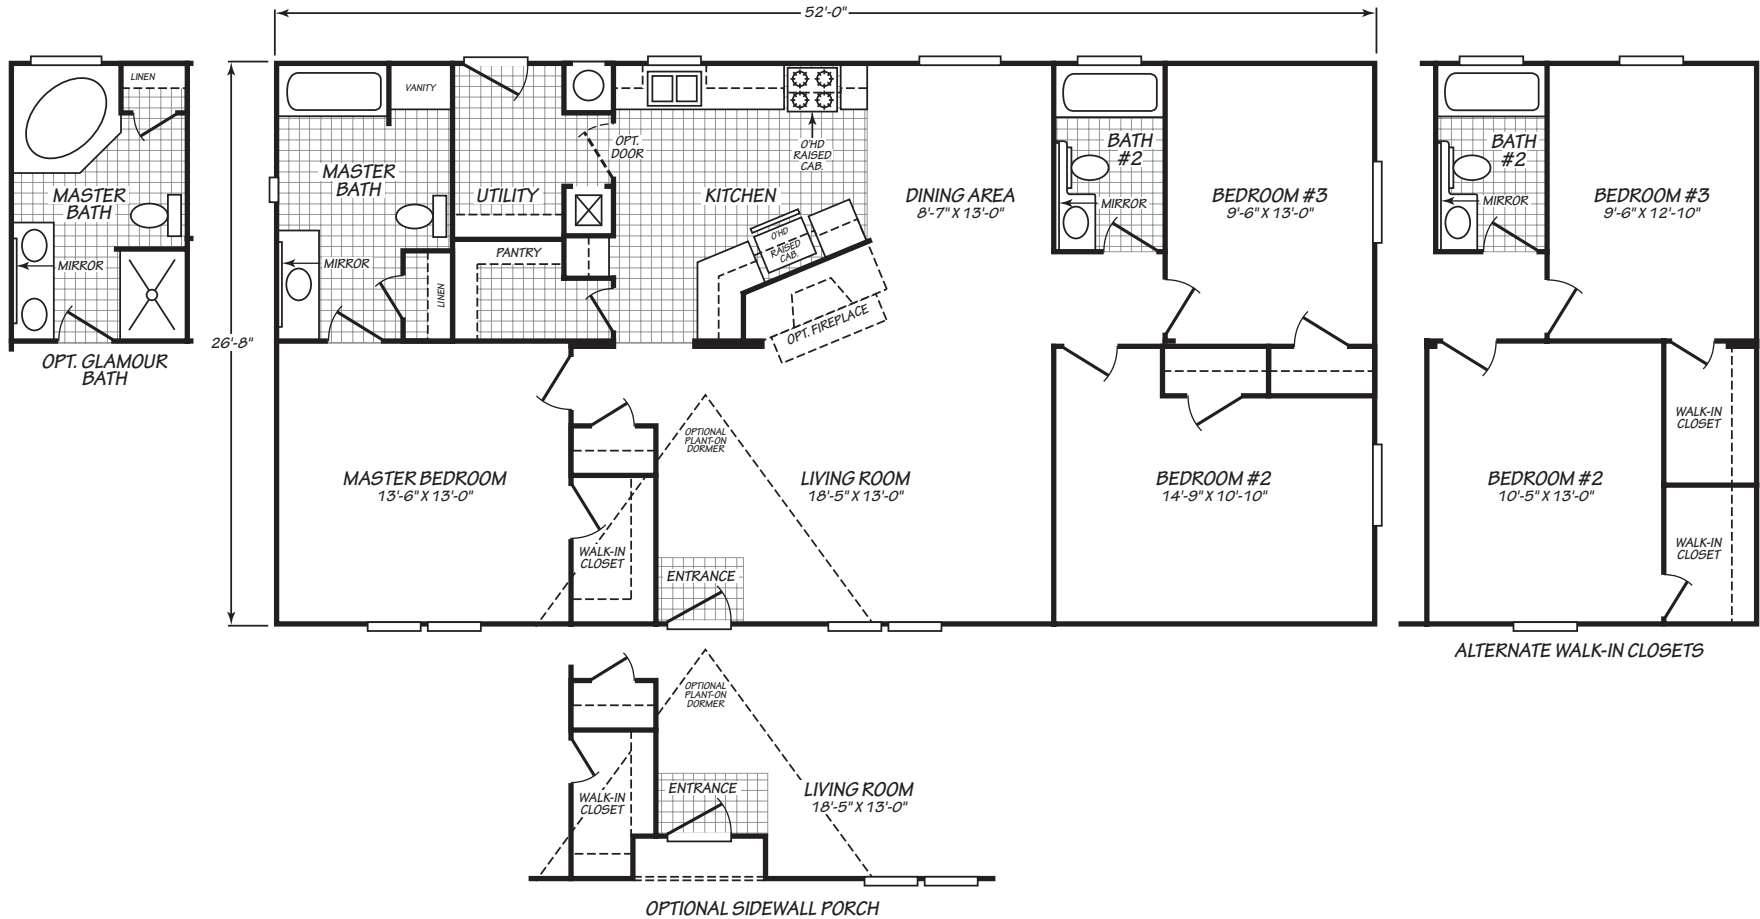 52'-0"
26'-8"
LINEN
MASTER
BATH
MIRROR
OPT. GLAMOUR
BATH
VANITY
MASTER
BATH
MIRROR
LINEN
UTILITY
PANTRY
OPT.
DOOR
KITCHEN
O'HD
RAISED
CAB.
O'HD
RAISED
CAB.
OPT. FIREPLACE
DINING AREA
8'-7" X 13'-0"
BATH
#2
MIRROR
BEDROOM #3
9'-6" X 13'-0"
MASTER BEDROOM
13'-6" X 13'-0"
WALK-IN
CLOSET
OPTIONAL
PLANT-ON
DORMER
LIVING ROOM
18'-5" X 13'-0"
ENTRANCE
BEDROOM #2
14'-9" X 10'-10"
BATH
#2
MIRROR
BEDROOM #3
9'-6" X 12'-10"
BEDROOM #2
10'-5" X 13'-0"
WALK-IN
CLOSET
WALK-IN
CLOSET
ALTERNATE WALK-IN CLOSETS
OPTIONAL
PLANT-ON
DORMER
WALK-IN
CLOSET
ENTRANCE
LIVING ROOM
18'-5" X 13'-0"
OPTIONAL SIDEWALL PORCH